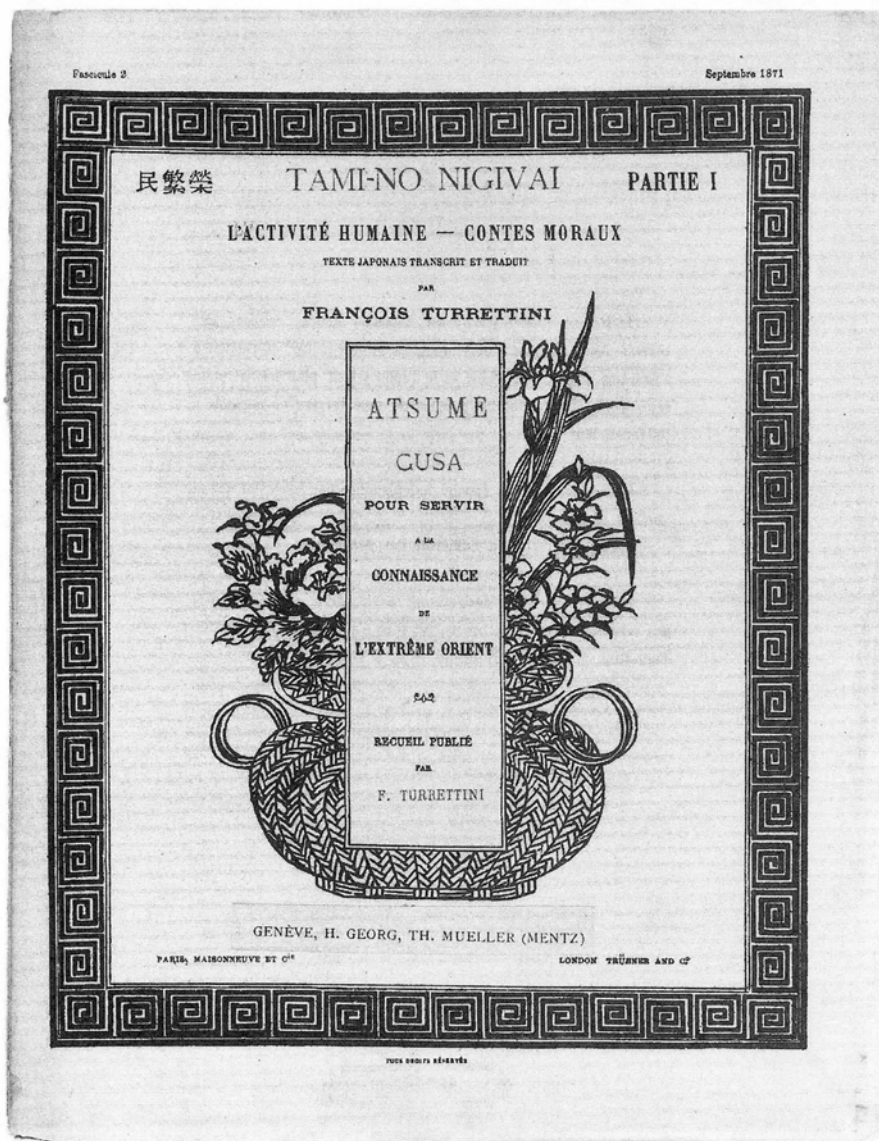 Fascicule 2
Septembre 1871
民繁榮 TAMI-NO NIGIVAI PARTIE I
L'ACTIVITÉ HUMAINE — CONTES MORAUX
TEXTE JAPONAIS TRANSCRIT ET TRADUIT
PAR
FRANÇOIS TURRETTINI
ATSUME
GUSA
POUR SERVIR
A LA
CONNAISSANCE
DE
L'EXTRÊME ORIENT
RECUEIL PUBLIÉ
PAR
F. TURRETTINI
GENÈVE, H. GEORG, TH. MUELLER (MENTZ)
PARIS, MAISONNEUVE ET Cie
LONDON TRÜBNER AND Co
TOUS DROITS RÉSERVÉS